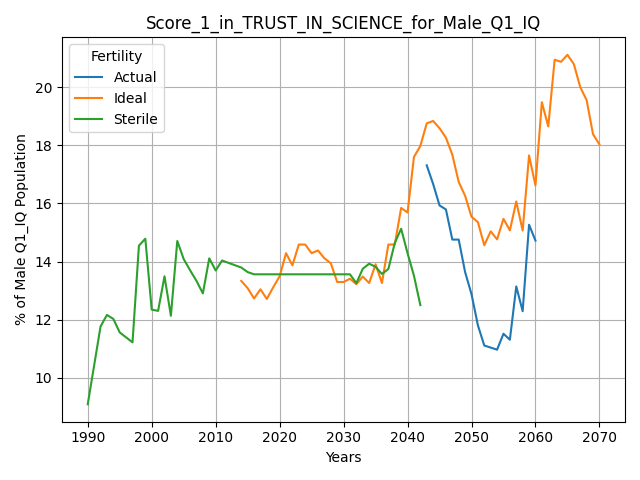 Score_1_in_TRUST_IN_SCIENCE_for_Male_Q1_IQ
Fertility
Actual
Ideal
Sterile
% of Male Q1_IQ Population
20
18
16
14
12
10
1990 2000 2010 2020 2030 2040 2050 2060 2070
Years